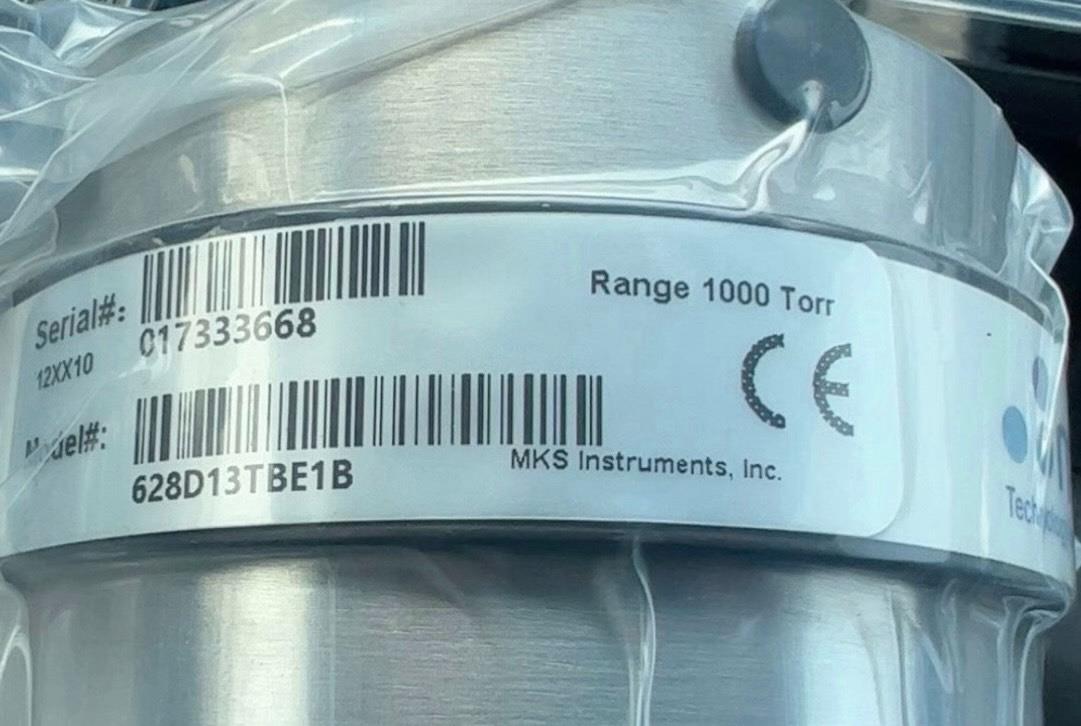 Serial#:
017333668
12XX10
Range 1000 Torr
CE
Model#:
628D13TBE1B
MKS Instruments, Inc.